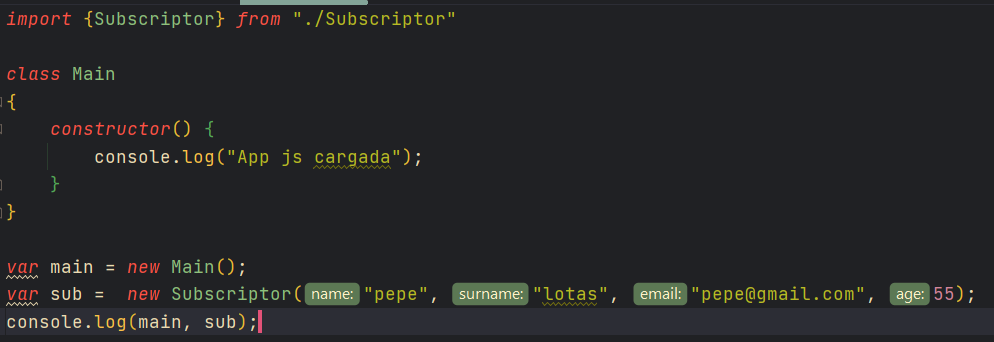 import {Subscriptor} from "./Subscriptor"
class Main
{
constructor() {
console.log("App js cargada");
}
}
var main = new Main();
var sub =  new Subscriptor( name: "pepe", surname: "lotas", email: "pepe@gmail.com", age: 55);
console.log(main, sub);